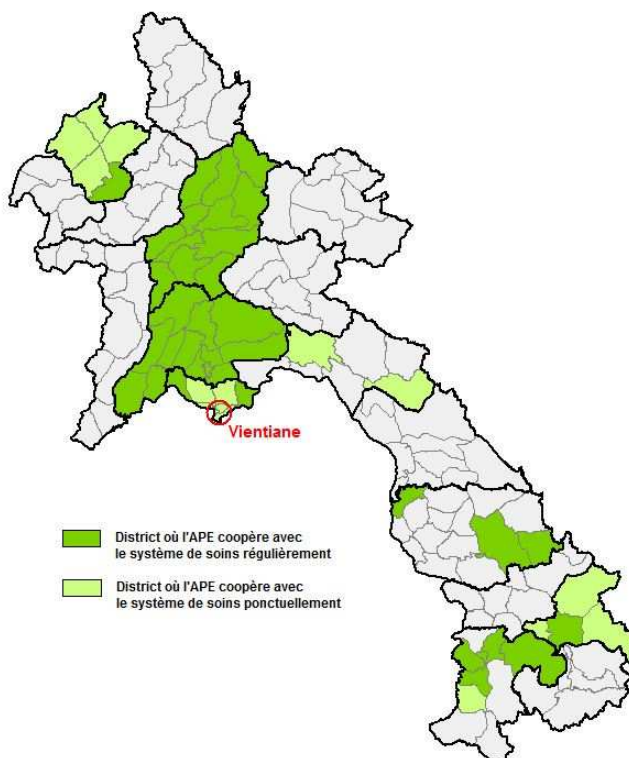 Vientiane
District où l'APE coopère avec
le système de soins régulièrement
District où l'APE coopère avec
le système de soins ponctuellement